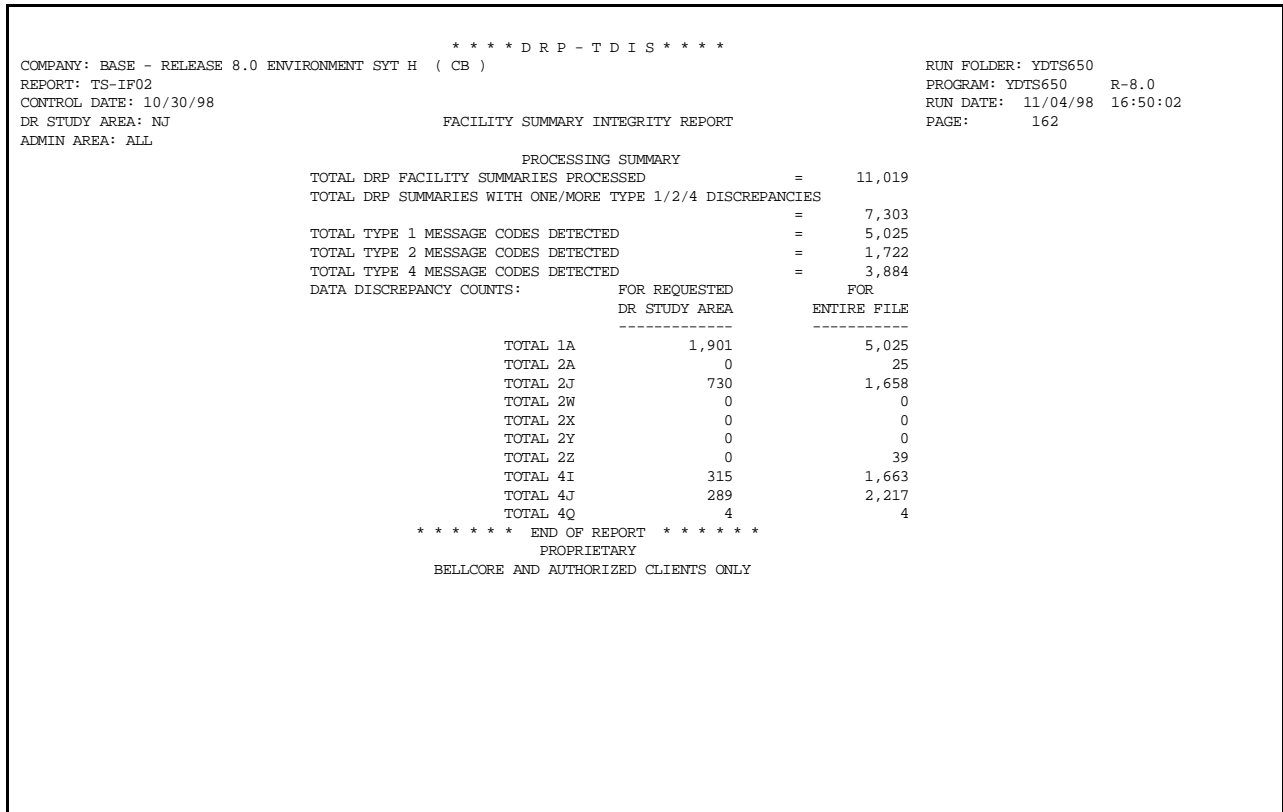 * * * * D R P - T D I S * * * *
COMPANY: BASE - RELEASE 8.0 ENVIRONMENT SYT H ( CB ) RUN FOLDER: YDTS650
REPORT: TS-IF02 PROGRAM: YDTS650 R-8.0
CONTROL DATE: 10/30/98 RUN DATE: 11/04/98 16:50:02
DR STUDY AREA: NJ FACILITY SUMMARY INTEGRITY REPORT PAGE: 162
ADMIN AREA: ALL
PROCESSING SUMMARY
TOTAL DRP FACILITY SUMMARIES PROCESSED = 11,019
TOTAL DRP SUMMARIES WITH ONE/MORE TYPE 1/2/4 DISCREPANCIES
= 7,303
TOTAL TYPE 1 MESSAGE CODES DETECTED = 5,025
TOTAL TYPE 2 MESSAGE CODES DETECTED = 1,722
TOTAL TYPE 4 MESSAGE CODES DETECTED = 3,884
DATA DISCREPANCY COUNTS: FOR REQUESTED FOR
DR STUDY AREA ENTIRE FILE
------------- -----------
TOTAL 1A 1,901 5,025
TOTAL 2A 0 25
TOTAL 2J 730 1,658
TOTAL 2W 0 0
TOTAL 2X 0 0
TOTAL 2Y 0 0
TOTAL 2Z 0 39
TOTAL 4I 315 1,663
TOTAL 4J 289 2,217
TOTAL 4Q 4 4
* * * * * * END OF REPORT * * * * * *
PROPRIETARY
BELLCORE AND AUTHORIZED CLIENTS ONLY